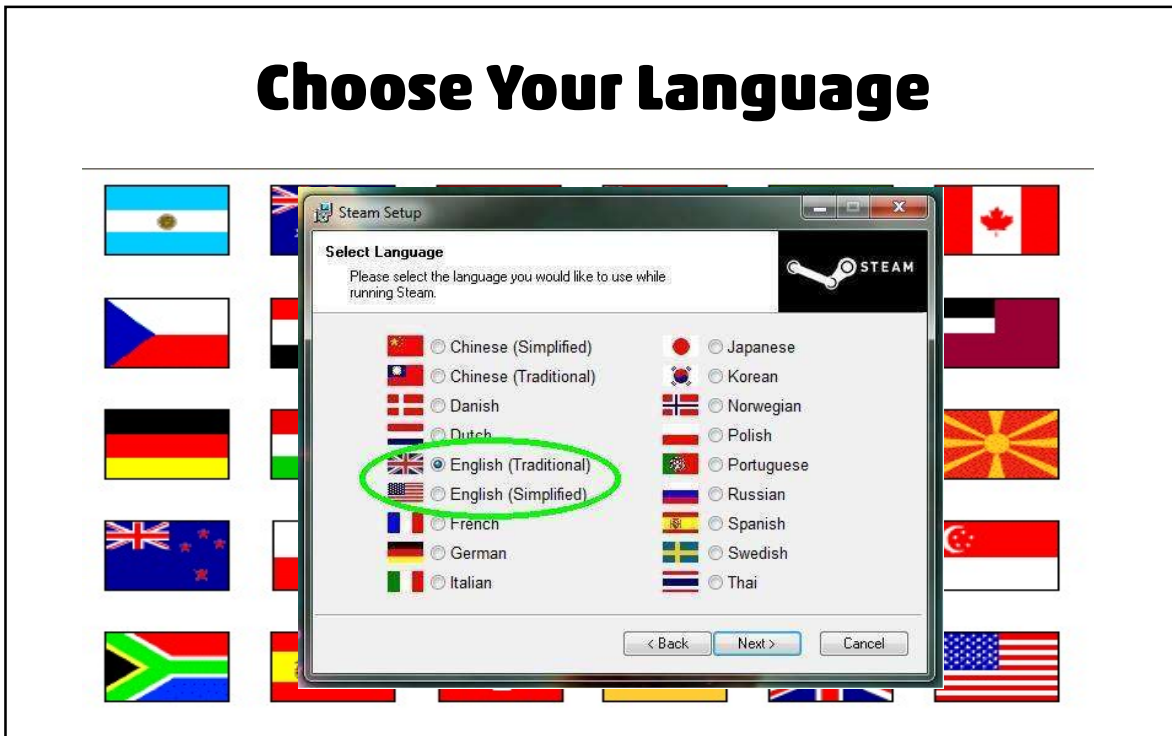 Choose Your Language
Steam Setup
Select Language
Please select the language you would like to use while
running Steam.
STEAM
Chinese (Simplified)
Chinese (Traditional)
Danish
Dutch
English (Traditional)
English (Simplified)
French
German
Italian
Japanese
Korean
Norwegian
Polish
Portuguese
Russian
Spanish
Swedish
Thai
< Back
Next >
Cancel